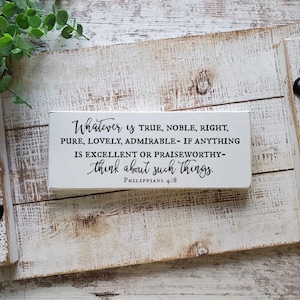 Whatever is TRUE, NOBLE, RIGHT,
PURE, LOVELY, ADMIRABLE- IF ANYTHING
IS EXCELLENT OR PRAISEWORTHY-
think about such things.
PHILIPPIANS 4:8